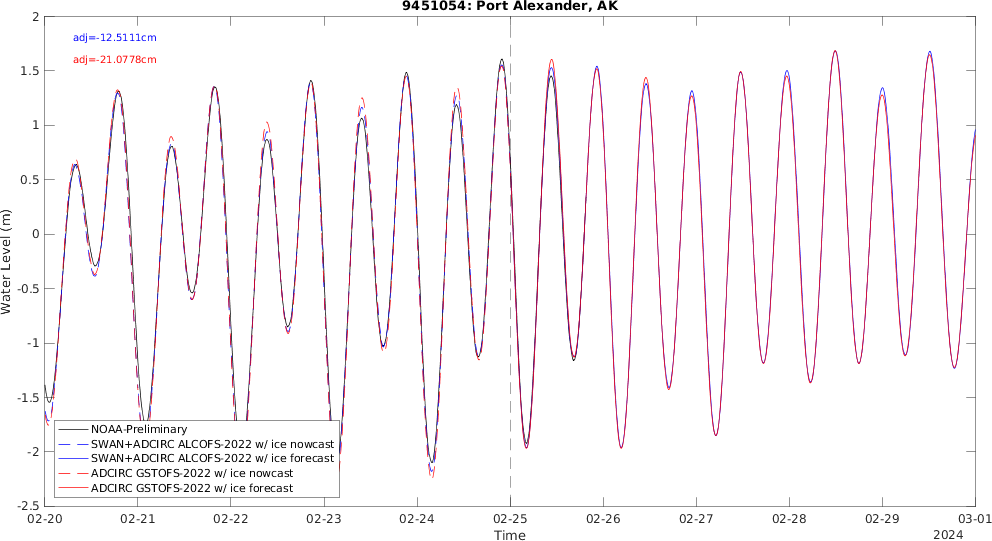 9451054: Port Alexander, AK
adj=-12.5111cm
adj=-21.0778cm
Water Level (m)
2
1.5
1
0.5
0
-0.5
-1
-1.5
-2
-2.5
NOAA-Preliminary
SWAN+ADCIRC ALCOFS-2022 w/ ice nowcast
SWAN+ADCIRC ALCOFS-2022 w/ ice forecast
ADCIRC GSTOFS-2022 w/ ice nowcast
ADCIRC GSTOFS-2022 w/ ice forecast
02-20 02-21 02-22 02-23 02-24 02-25 02-26 02-27 02-28 02-29 03-01
Time
2024